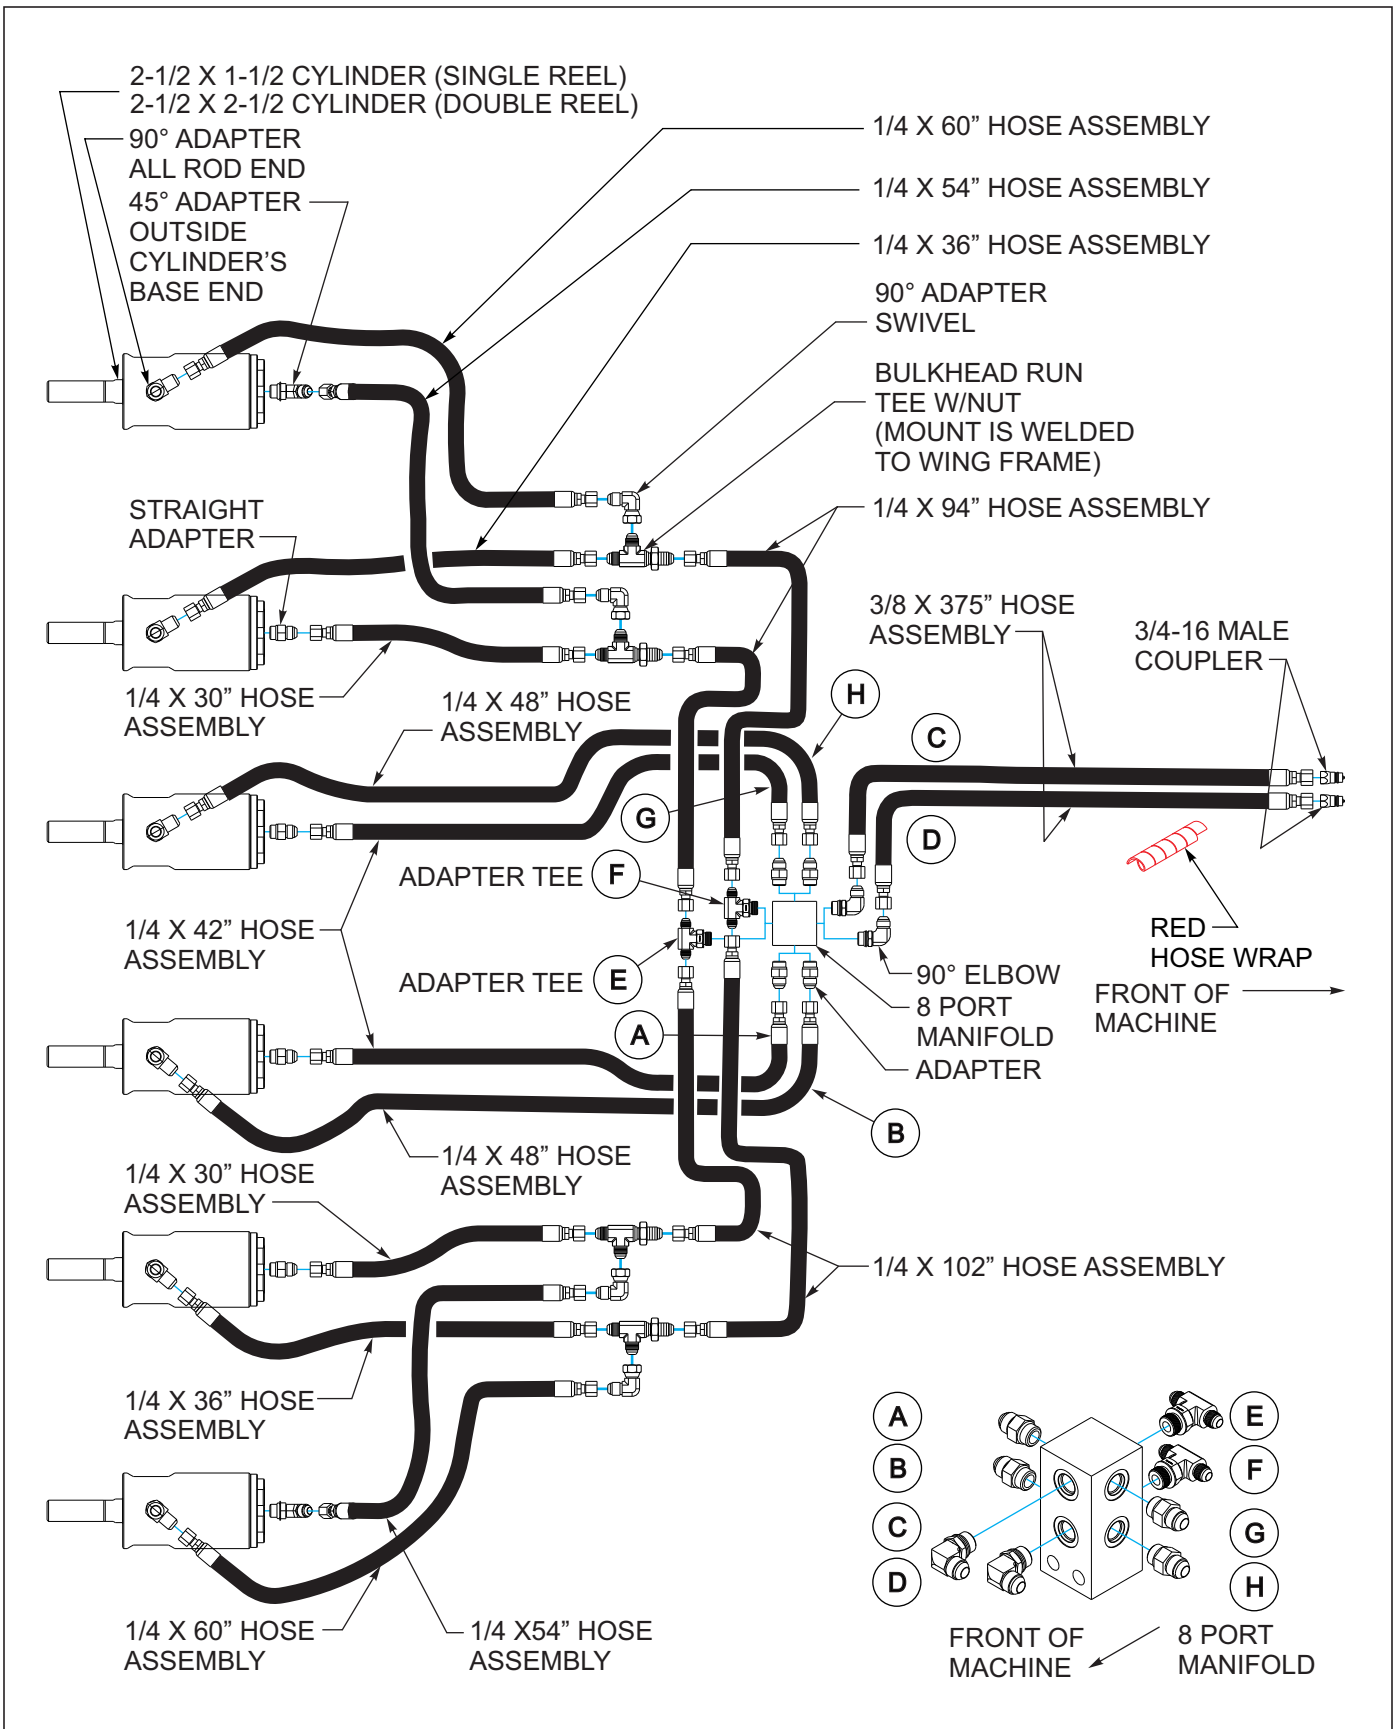 2-1/2 X 1-1/2 CYLINDER (SINGLE REEL)
2-1/2 X 2-1/2 CYLINDER (DOUBLE REEL)
90° ADAPTER
ALL ROD END
45° ADAPTER
OUTSIDE
CYLINDER'S
BASE END
1/4 X 60” HOSE ASSEMBLY
1/4 X 54” HOSE ASSEMBLY
1/4 X 36” HOSE ASSEMBLY
90° ADAPTER
SWIVEL
BULKHEAD RUN
TEE W/NUT
(MOUNT IS WELDED
TO WING FRAME)
STRAIGHT
ADAPTER
1/4 X 94” HOSE ASSEMBLY
3/8 X 375” HOSE
ASSEMBLY
3/4-16 MALE
COUPLER
1/4 X 30” HOSE
ASSEMBLY
1/4 X 48” HOSE
ASSEMBLY
H
C
G
D
ADAPTER TEE
F
1/4 X 42” HOSE
ASSEMBLY
ADAPTER TEE
E
RED
HOSE WRAP
90° ELBOW
8 PORT
MANIFOLD
ADAPTER
FRONT OF
MACHINE
A
B
1/4 X 48” HOSE
ASSEMBLY
1/4 X 30” HOSE
ASSEMBLY
1/4 X 102” HOSE ASSEMBLY
1/4 X 36” HOSE
ASSEMBLY
A
B
C
D
E
F
G
H
1/4 X 60” HOSE
ASSEMBLY
1/4 X54” HOSE
ASSEMBLY
FRONT OF
MACHINE
8 PORT
MANIFOLD